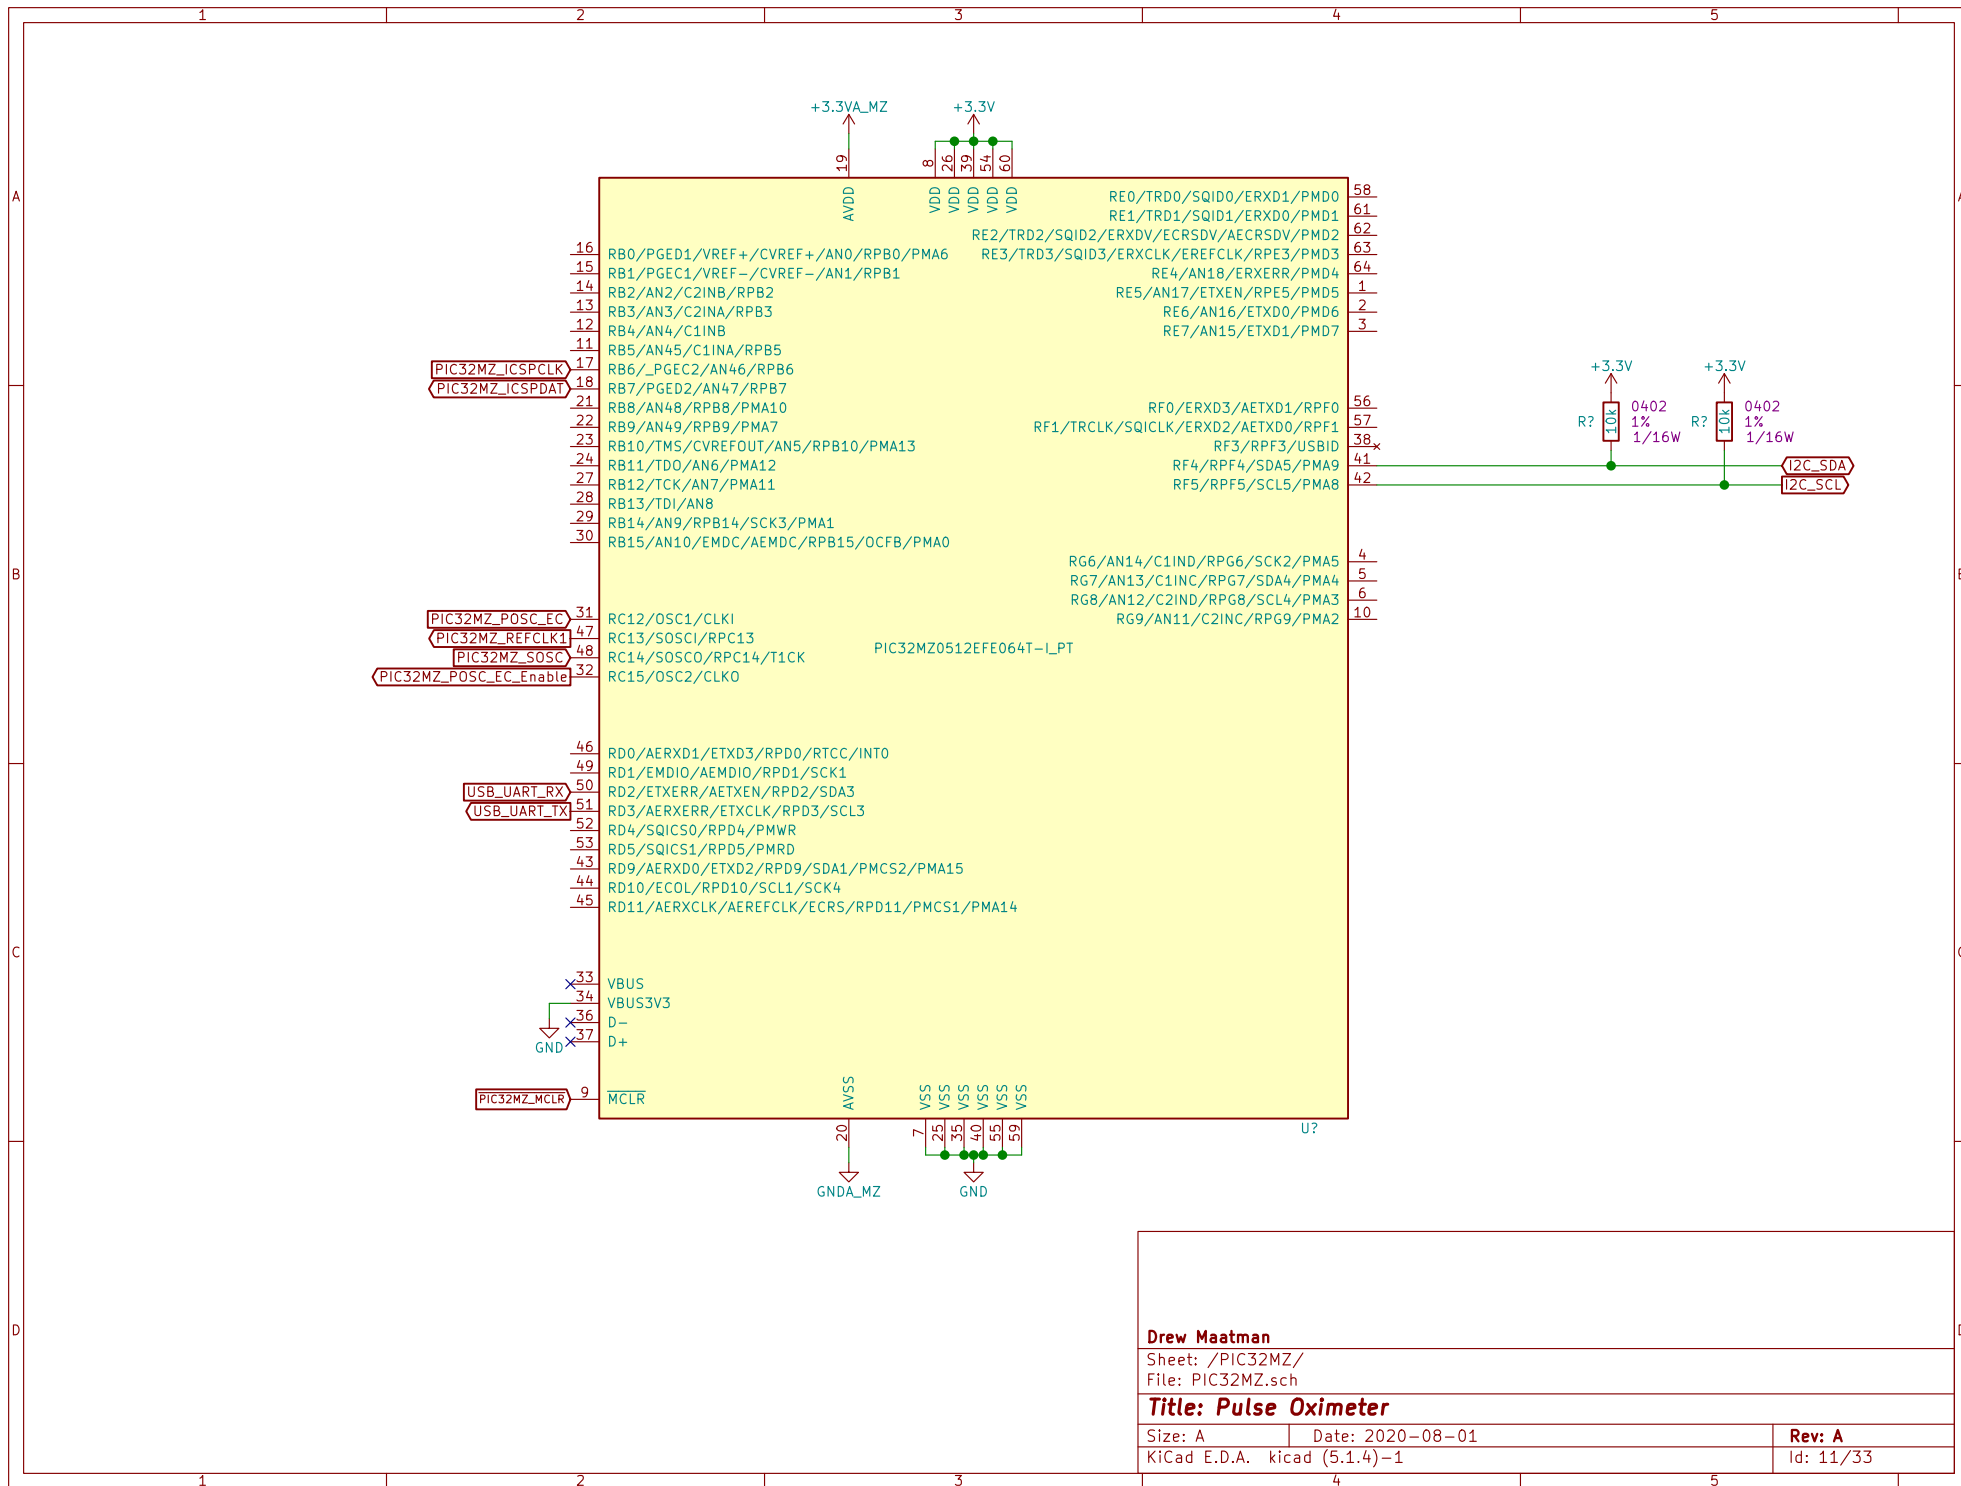 1 2 3 4 5
+3.3VA_MZ +3.3V
19 8 26 39 54 60
AVDD VDD VDD VDD VDD VDD
A
RE0/TRD0/SQID0/ERXD1/PMD0 58
RE1/TRD1/SQID1/ERXD0/PMD1 61
RE2/TRD2/SQID2/ERXDV/ECRSDV/AECRSDV/PMD2 62
16 RB0/PGED1/VREF+/CVREF+/AN0/RPB0/PMA6 RE3/TRD3/SQID3/ERXCLK/EREFCLK/RPE3/PMD3 63
15 RB1/PGEC1/VREF-/CVREF-/AN1/RPB1 RE4/AN18/ERXERR/PMD4 64
14 RB2/AN2/C2INB/RPB2 RE5/AN17/ETXEN/RPE5/PMD5 1
13 RB3/AN3/C2INA/RPB3 RE6/AN16/ETXD0/PMD6 2
12 RB4/AN4/C1INB RE7/AN15/ETXD1/PMD7 3
11 RB5/AN45/C1INA/RPB5
PIC32MZ_ICSPCLK 17 RB6/_PGEC2/AN46/RPB6
PIC32MZ_ICSPDAT 18 RB7/PGED2/AN47/RPB7
+3.3V +3.3V
21 RB8/AN48/RPB8/PMA10 RF0/ERXD3/AETXD1/RPF0 56
22 RB9/AN49/RPB9/PMA7 RF1/TRCLK/SQICLK/ERXD2/AETXD0/RPF1 57
R? 10k 0402 R? 10k 0402
1% 1%
1/16W 1/16W
23 RB10/TMS/CVREFOUT/AN5/RPB10/PMA13 RF3/RPF3/USBID 38
24 RB11/TDO/AN6/PMA12 RF4/RPF4/SDA5/PMA9 41 I2C_SDA
27 RB12/TCK/AN7/PMA11 RF5/RPF5/SCL5/PMA8 42 I2C_SCL
28 RB13/TDI/AN8
29 RB14/AN9/RPB14/SCK3/PMA1
30 RB15/AN10/EMDC/AEMDC/RPB15/OCFB/PMA0
B
RG6/AN14/C1IND/RPG6/SCK2/PMA5 4
RG7/AN13/C1INC/RPG7/SDA4/PMA4 5
RG8/AN12/C2IND/RPG8/SCL4/PMA3 6
PIC32MZ_POSC_EC 31 RC12/OSC1/CLKI RG9/AN11/C2INC/RPG9/PMA2 10
PIC32MZ_REFCLK1 47 RC13/SOSCI/RPC13
PIC32MZ0512EFE064T-I_PT
PIC32MZ_SOSC 48 RC14/SOSCO/RPC14/T1CK
PIC32MZ_POSC_EC_Enable 32 RC15/OSC2/CLKO
46 RD0/AERXD1/ETXD3/RPD0/RTCC/INT0
49 RD1/EMDIO/AEMDIO/RPD1/SCK1
USB_UART_RX 50 RD2/ETXERR/AETXEN/RPD2/SDA3
USB_UART_TX 51 RD3/AERXERR/ETXCLK/RPD3/SCL3
52 RD4/SQICS0/RPD4/PMWR
53 RD5/SQICS1/RPD5/PMRD
43 RD9/AERXD0/ETXD2/RPD9/SDA1/PMCS2/PMA15
44 RD10/ECOL/RPD10/SCL1/SCK4
45 RD11/AERXCLK/AEREFCLK/ECRS/RPD11/PMCS1/PMA14
C
33 VBUS
34 VBUS3V3
36 D-
37 D+
GND
PIC32MZ_MCLR 9 MCLR
AVSS VSS VSS VSS VSS VSS VSS
20 7 25 35 40 55 59
U?
GNDA_MZ GND
D
Drew Maatman
Sheet: /PIC32MZ/
File: PIC32MZ.sch
Title: Pulse Oximeter
Size: A Date: 2020-08-01 Rev: A
KiCad E.D.A. kicad (5.1.4)-1 Id: 11/33
1 2 3 4 5